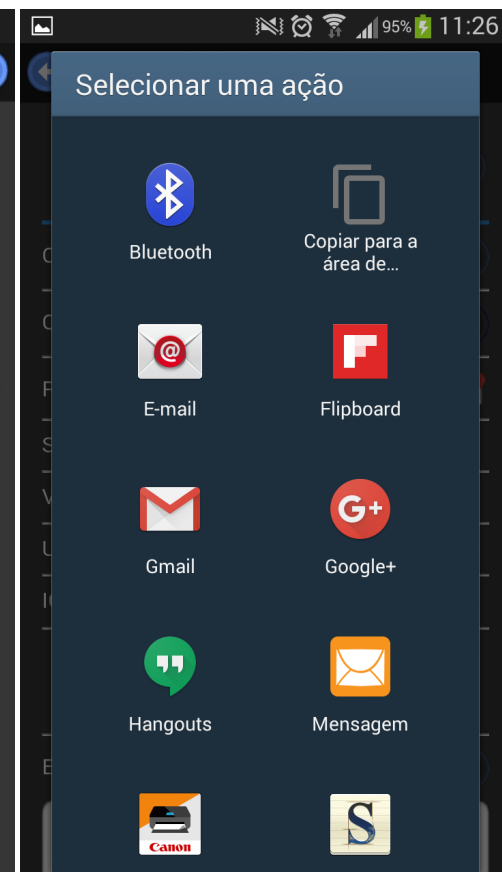 95% 11:26
Selecionar uma ação
Bluetooth
Copiar para a
área de...
E-mail
Flipboard
Gmail
G+
Google+
Hangouts
Mensagem
Canon
S